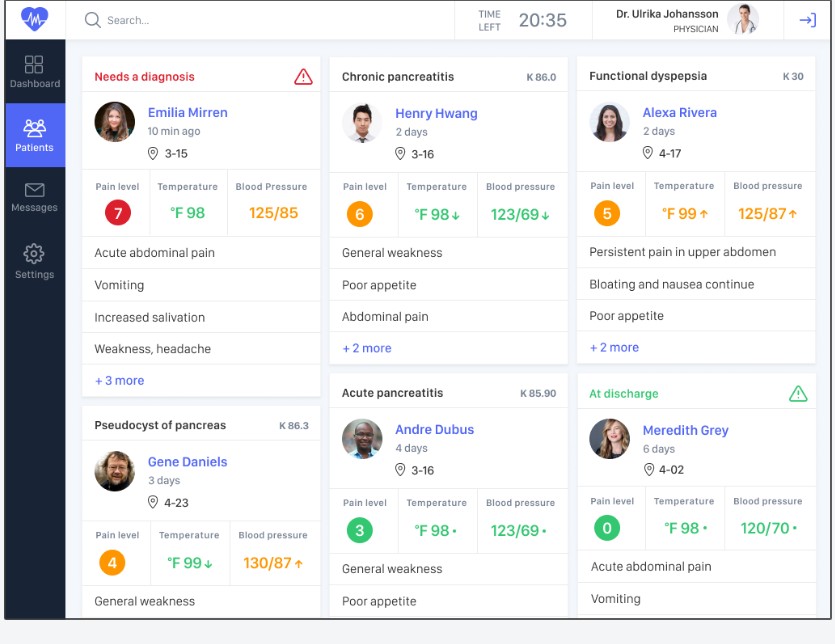 Search...
TIME LEFT
20:35
Dr. Ulrika Johansson
PHYSICIAN
Dashboard
Patients
Messages
Settings
Needs a diagnosis
Emilia Mirren
10 min ago
3-15
Pain level Temperature Blood Pressure
7 °F 98 125/85
Acute abdominal pain
Vomiting
Increased salivation
Weakness, headache
+ 3 more
Pseudocyst of pancreas K 86.3
Gene Daniels
3 days
4-23
Pain level Temperature Blood pressure
4 °F 99 ↓ 130/87 ↑
General weakness
Chronic pancreatitis K 86.0
Henry Hwang
2 days
3-16
Pain level Temperature Blood pressure
6 °F 98 ↓ 123/69 ↓
General weakness
Poor appetite
Abdominal pain
+ 2 more
Acute pancreatitis K 85.90
Andre Dubus
4 days
3-16
Pain level Temperature Blood pressure
3 °F 98 • 123/69 •
General weakness
Poor appetite
Functional dyspepsia K 30
Alexa Rivera
2 days
4-17
Pain level Temperature Blood pressure
5 °F 99 ↑ 125/87 ↑
Persistent pain in upper abdomen
Bloating and nausea continue
Poor appetite
+ 2 more
At discharge
Meredith Grey
6 days
4-02
Pain level Temperature Blood pressure
0 °F 98 • 120/70 •
Acute abdominal pain
Vomiting